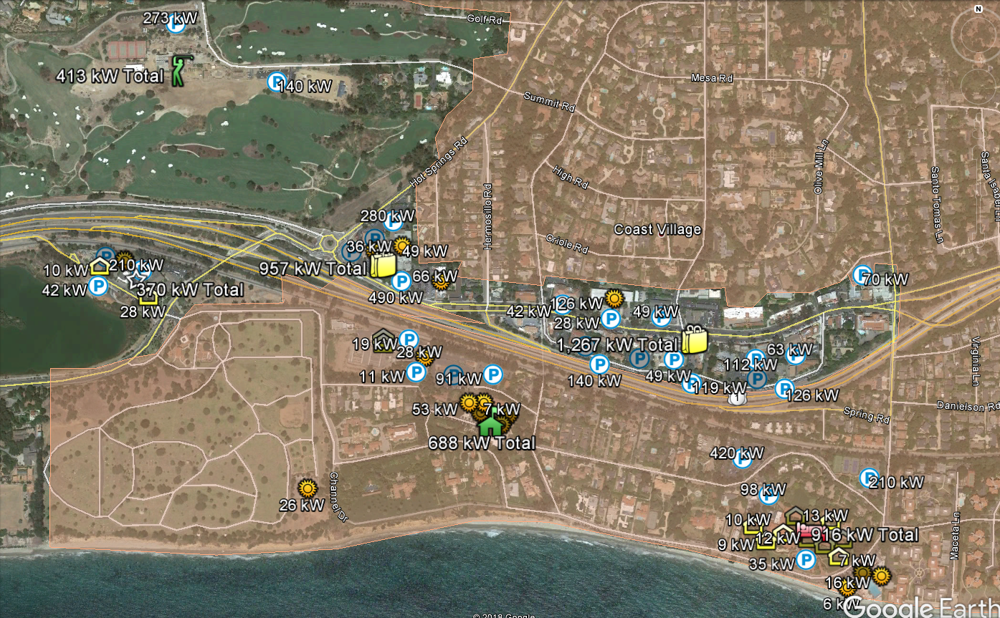 273 kW
Golf Rd
N
413 kW Total
140 kW
Mesa Rd
Summit Rd
Hot Springs Rd
Olive Mill Ln
High Rd
Santo Tomas Ln
Santa Isabel Ln
Hermosillo Rd
280 kW
Coast Village
Criole Rd
36 kW
49 kW
10 kW
210 kW
957 kW Total
66 kW
70 kW
42 kW
370 kW Total
490 kW
28 kW
42 kW
126 kW
49 kW
28 kW
19 kW
28 kW
1,267 kW Total
63 kW
Virginia Ln
11 kW
91 kW
140 kW
49 kW
112 kW
119 kW
126 kW
1
53 kW
7 kW
Spring Rd
Danielson Rd
688 kW Total
420 kW
210 kW
98 kW
Channel Dr
26 kW
10 kW
13 kW
9 kW
12 kW
916 kW Total
Maceta Ln
35 kW
7 kW
16 kW
6 kW
Google Earth
© 2018 Google